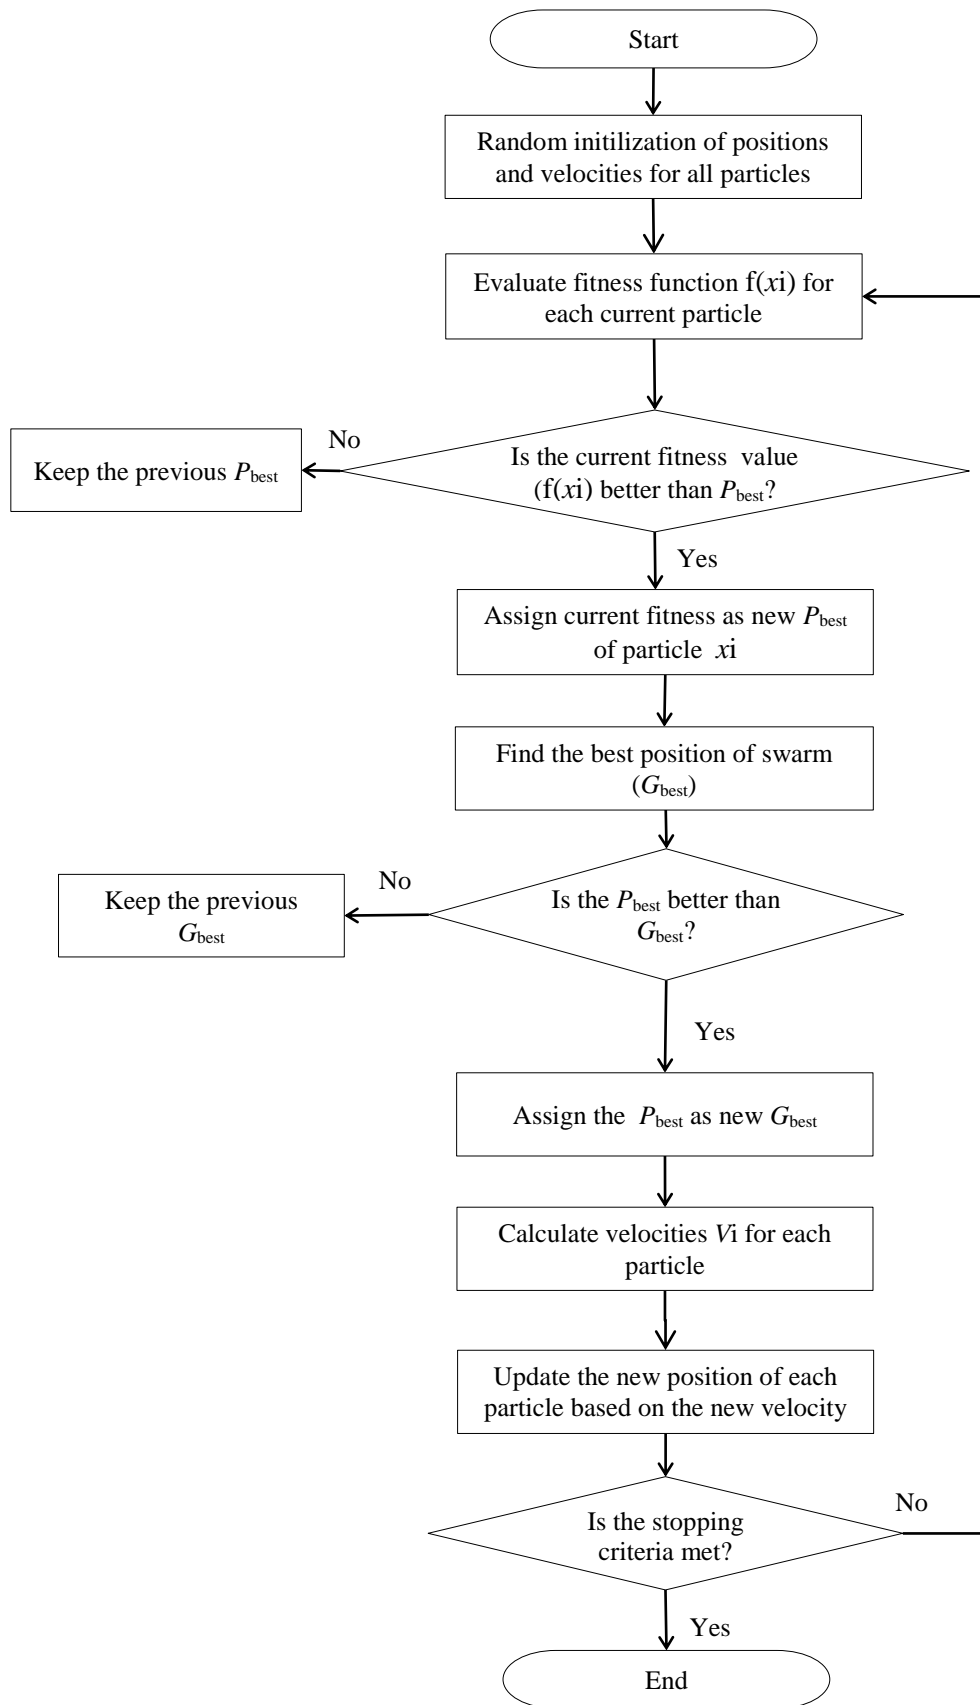 Start
Random initilization of positions
and velocities for all particles
Evaluate fitness function f(xi) for
each current particle
No
Keep the previous Pbest
Is the current fitness value
(f(xi) better than Pbest?
Yes
Assign current fitness as new Pbest
of particle xi
Find the best position of swarm
(Gbest)
No
Keep the previous
Gbest
Is the Pbest better than
Gbest?
Yes
Assign the Pbest as new Gbest
Calculate velocities Vi for each
particle
Update the new position of each
particle based on the new velocity
No
Is the stopping
criteria met?
Yes
End